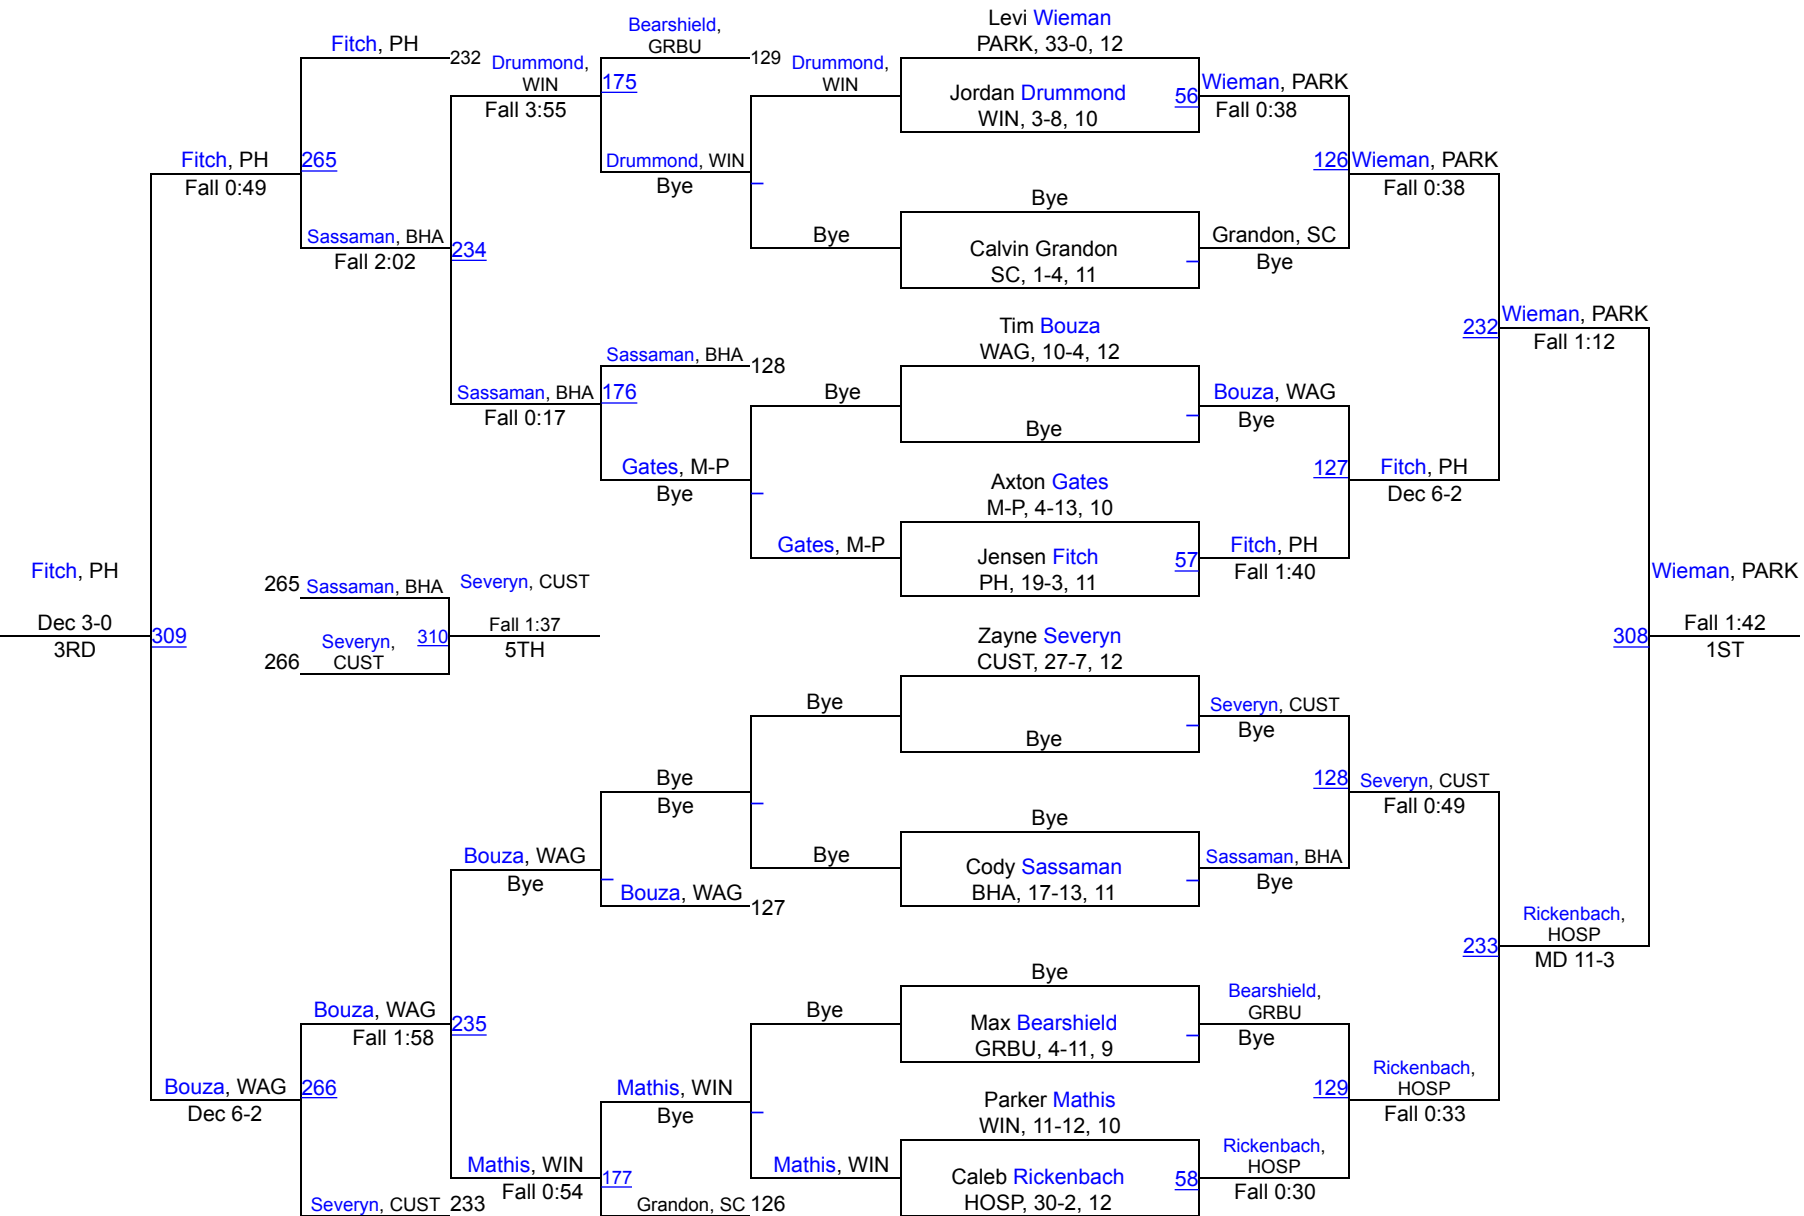 Levi Wieman
PARK, 33-0, 12
Jordan Drummond
WIN, 3-8, 10
56
Bye
Calvin Grandon
SC, 1-4, 11
Tim Bouza
WAG, 10-4, 12
Bye
Axton Gates
M-P, 4-13, 10
Jensen Fitch
PH, 19-3, 11
57
Zayne Severyn
CUST, 27-7, 12
Bye
Bye
Cody Sassaman
BHA, 17-13, 11
Bye
Max Bearshield
GRBU, 4-11, 9
Parker Mathis
WIN, 11-12, 10
Caleb Rickenbach
HOSP, 30-2, 12
58
Wieman, PARK
Fall 0:38
126
Grandon, SC
Bye
Bouza, WAG
Bye
127
Fitch, PH
Fall 1:40
Severyn, CUST
Bye
128
Sassaman, BHA
Bye
Bearshield,
GRBU
Bye
129
Rickenbach,
HOSP
Fall 0:30
Wieman, PARK
Fall 0:38
232
Fitch, PH
Dec 6-2
Severyn, CUST
Fall 0:49
233
Rickenbach,
HOSP
Fall 0:33
Wieman, PARK
Fall 1:12
308
Rickenbach,
HOSP
MD 11-3
Wieman, PARK
Fall 1:42
1ST
Drummond,
WIN
Bye
Bye
Gates, M-P
Bye
Bye
Bye
Mathis, WIN
Bearshield,
GRBU
129
175
Drummond, WIN
Bye
Sassaman, BHA
128
176
Gates, M-P
Bye
Bye
Bye
Bouza, WAG
127
Mathis, WIN
Bye
177
Grandon, SC
126
Drummond,
WIN
Fall 3:55
234
Sassaman, BHA
Fall 0:17
Bouza, WAG
Bye
235
Mathis, WIN
Fall 0:54
Fitch, PH
232
265
Sassaman, BHA
Fall 2:02
265
Sassaman, BHA
Severyn,
CUST
266
310
Severyn, CUST
Fall 1:37
5TH
Bouza, WAG
Fall 1:58
266
Severyn, CUST
233
Fitch, PH
Fall 0:49
309
Bouza, WAG
Dec 6-2
Fitch, PH
Dec 3-0
3RD